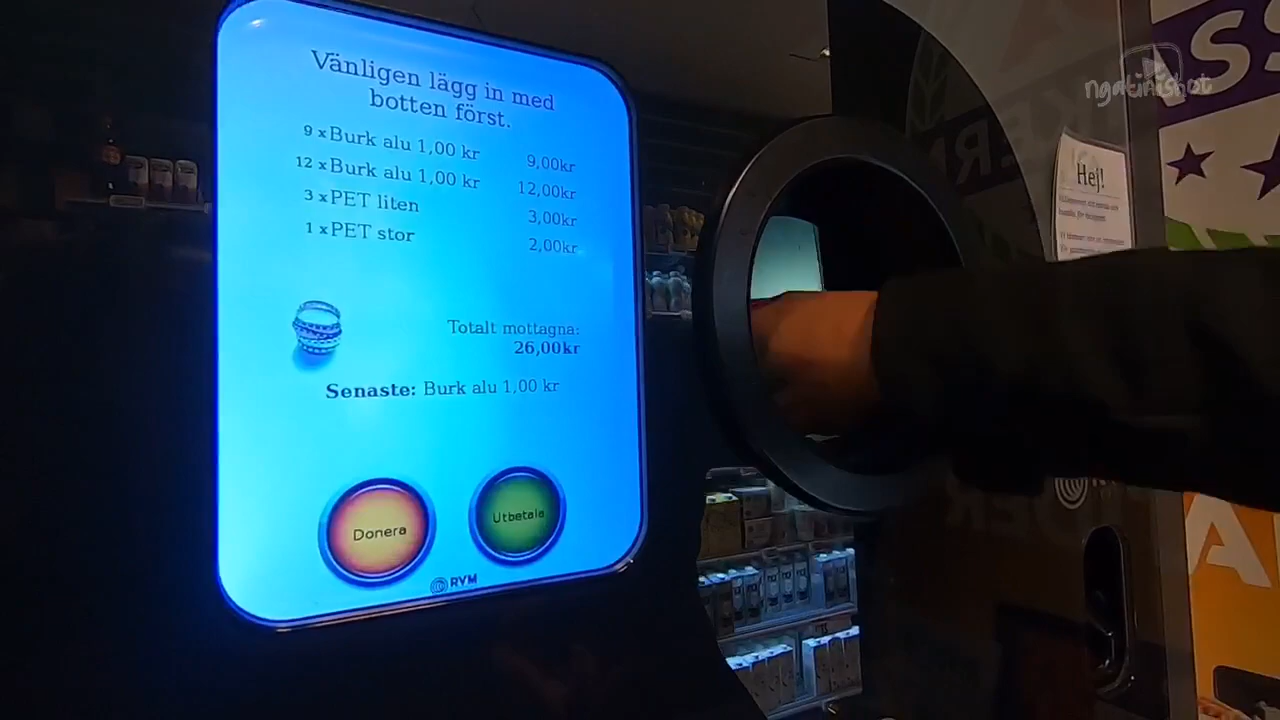 Vänligen lägg in med
botten först.
9 x Burk alu 1,00 kr 9,00kr
12 x Burk alu 1,00 kr 12,00kr
3 x PET liten 3,00kr
1 x PET stor 2,00kr
Totalt mottagna:
26,00kr
Senaste: Burk alu 1,00 kr
Donera
Utbetala
RVM
ngatinishot
Hej!